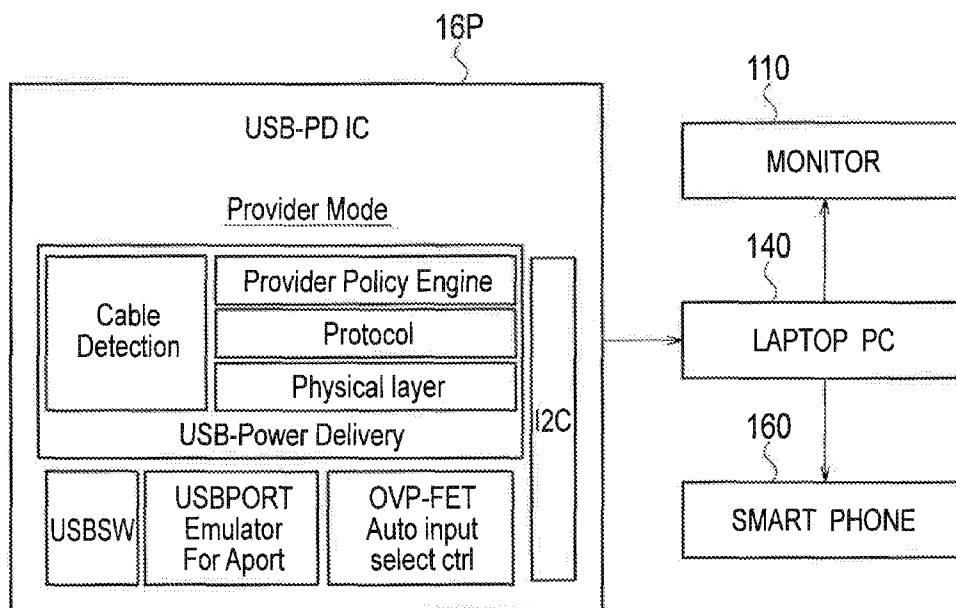 16P
USB-PD IC
Provider Mode
Cable
Detection
Provider Policy Engine
Protocol
Physical layer
USB-Power Delivery
I2C
USBSW
USBPORT
Emulator
For Aport
OVP-FET
Auto input
select ctrl
110
MONITOR
140
LAPTOP PC
160
SMART PHONE